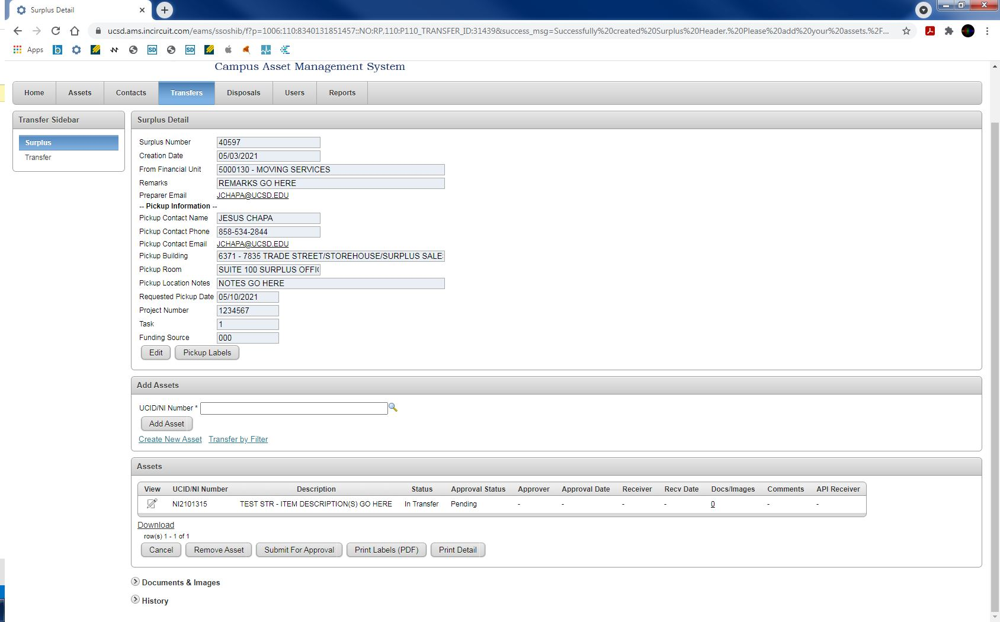 Surplus Detail
ucsd.ams.incircuit.com/eams/ssoshib/f?p=1006:110:8340131851457::NO:RP,110:P110_TRANSFER_ID:31439&success_msg=Successfully%20created%20Surplus%20Header.%20Please%20add%20your%20assets.%2F...
Apps
Campus Asset Management System
Home Assets Contacts Transfers Disposals Users Reports
Transfer Sidebar
Surplus
Transfer
Surplus Detail
Surplus Number 40597
Creation Date 05/03/2021
From Financial Unit 5000130 - MOVING SERVICES
Remarks REMARKS GO HERE
Preparer Email JCHAPA@UCSD.EDU
-- Pickup Information --
Pickup Contact Name JESUS CHAPA
Pickup Contact Phone 858-534-2844
Pickup Contact Email JCHAPA@UCSD.EDU
Pickup Building 6371 - 7835 TRADE STREET/STOREHOUSE/SURPLUS SALE
Pickup Room SUITE 100 SURPLUS OFFI
Pickup Location Notes NOTES GO HERE
Requested Pickup Date 05/10/2021
Project Number 1234567
Task 1
Funding Source 000
Edit Pickup Labels
Add Assets
UCID/NI Number *
Add Asset
Create New Asset Transfer by Filter
Assets
View UCID/NI Number Description Status Approval Status Approver Approval Date Receiver Recv Date Docs/Images Comments API Receiver
NI2101315 TEST STR - ITEM DESCRIPTION(S) GO HERE In Transfer Pending - - - - 0 - -
Download
row(s) 1 - 1 of 1
Cancel Remove Asset Submit For Approval Print Labels (PDF) Print Detail
Documents & Images
History